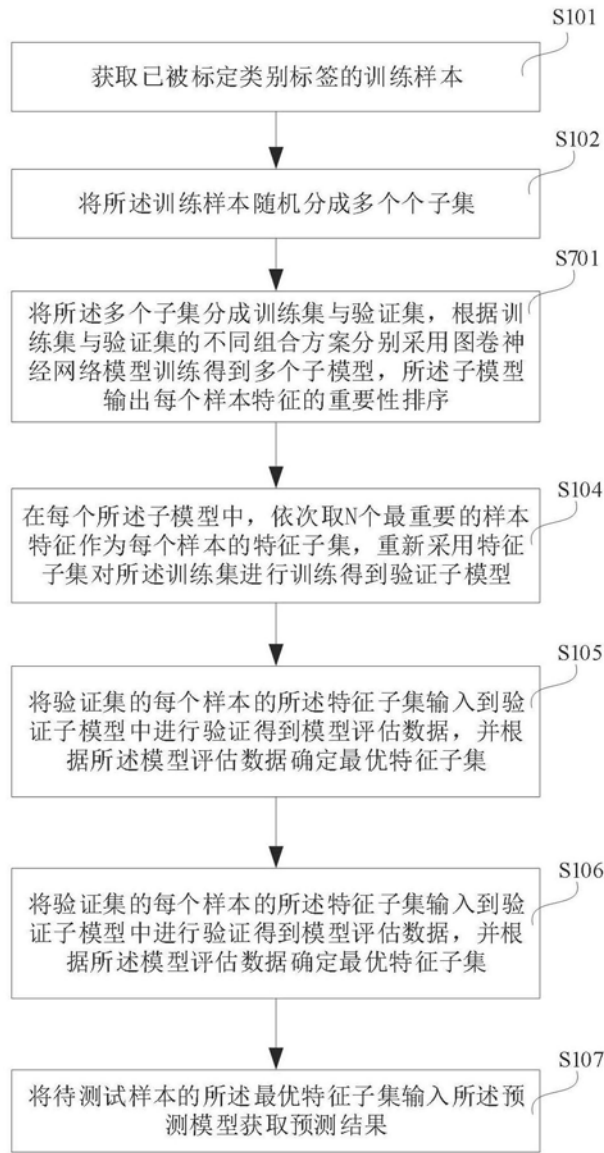 S101
获取已被标定类别标签的训练样本
S102
将所述训练样本随机分成多个个子集
S701
将所述多个子集分成训练集与验证集，根据训
练集与验证集的不同组合方案分别采用图卷神
经网络模型训练得到多个子模型，所述子模型
输出每个样本特征的重要性排序
S104
在每个所述子模型中，依次取N个最重要的样本
特征作为每个样本的特征子集，重新采用特征
子集对所述训练集进行训练得到验证子模型
S105
将验证集的每个样本的所述特征子集输入到验
证子模型中进行验证得到模型评估数据，并根
据所述模型评估数据确定最优特征子集
S106
将验证集的每个样本的所述特征子集输入到验
证子模型中进行验证得到模型评估数据，并根
据所述模型评估数据确定最优特征子集
S107
将待测试样本的所述最优特征子集输入所述预
测模型获取预测结果